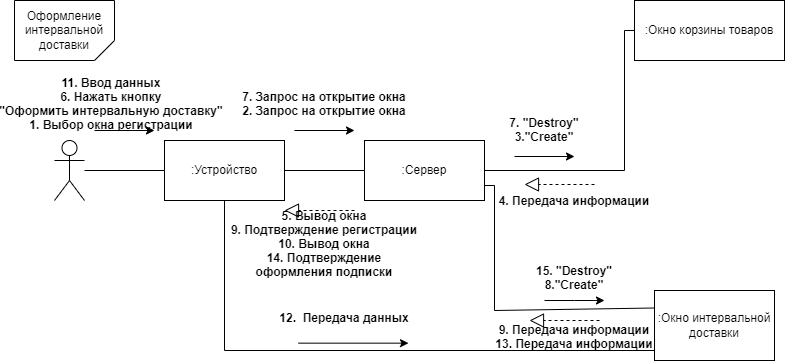 Оформление
интервальной
доставки
:Окно корзины товаров
11. Ввод данных
6. Нажать кнопку
"Оформить интервальную доставку"
1. Выбор окна регистрации
7. Запрос на открытие окна
2. Запрос на открытие окна
7. "Destroy"
3."Create"
:Устройство
:Сервер
4. Передача информации
5. Вывод окна
9. Подтверждение регистрации
10. Вывод окна
14. Подтверждение
оформления подписки
15. "Destroy"
8."Create"
12. Передача данных
:Окно интервальной
доставки
9. Передача информации
13. Передача информации